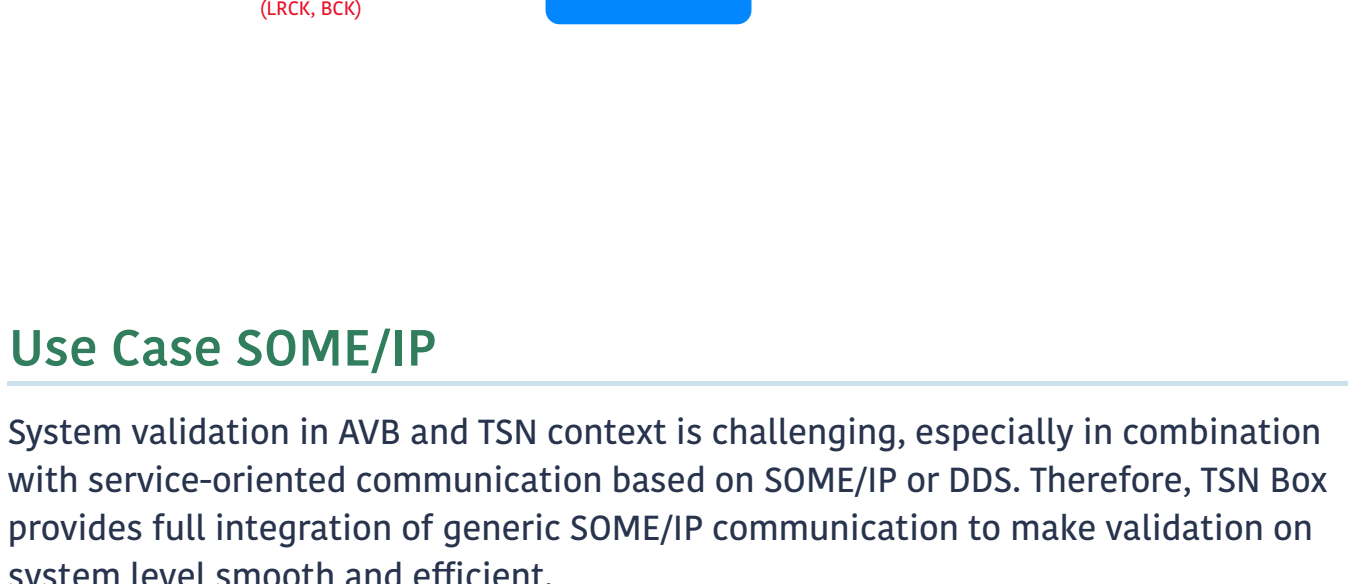 (LRCK, BCK)
Use Case SOME/IP
System validation in AVB and TSN context is challenging, especially in combination
with service-oriented communication based on SOME/IP or DDS. Therefore, TSN Box
provides full integration of generic SOME/IP communication to make validation on
system level smooth and efficient.